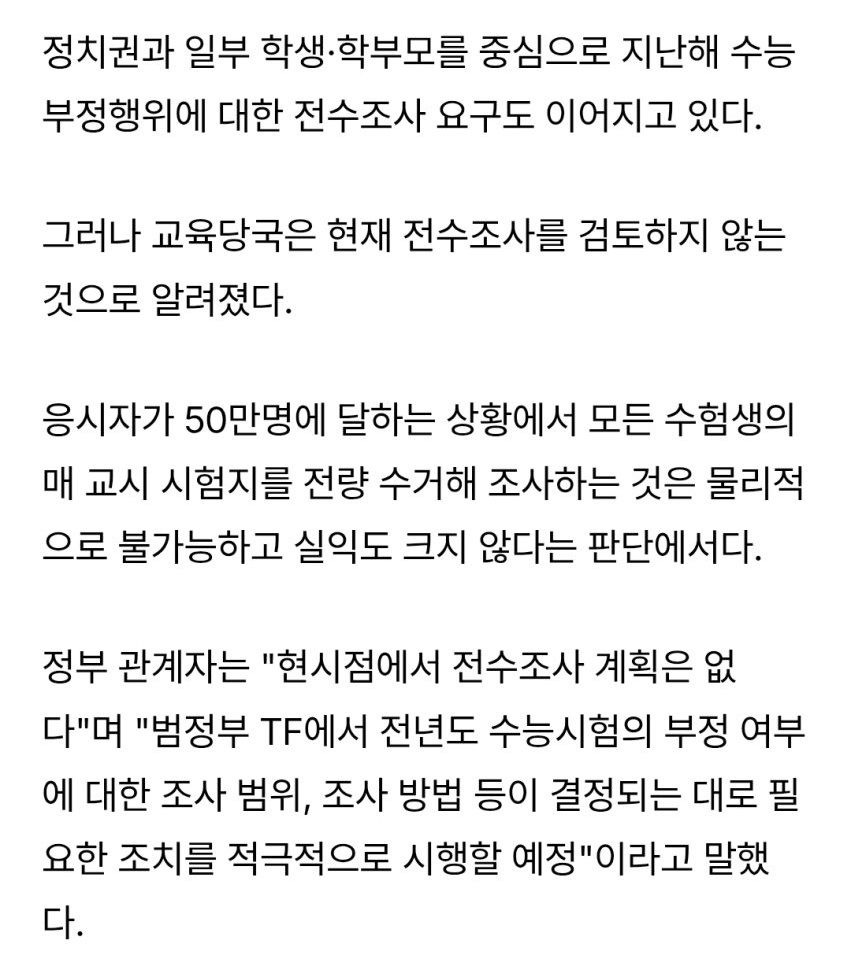 정치권과 일부 학생·학부모를 중심으로 지난해 수능
부정행위에 대한 전수조사 요구도 이어지고 있다.
그러나 교육당국은 현재 전수조사를 검토하지 않는
것으로 알려졌다.
응시자가 50만명에 달하는 상황에서 모든 수험생의
매 교시 시험지를 전량 수거해 조사하는 것은 물리적
으로 불가능하고 실익도 크지 않다는 판단에서다.
정부 관계자는 "현시점에서 전수조사 계획은 없
다"며 "범정부 TF에서 전년도 수능시험의 부정 여부
에 대한 조사 범위, 조사 방법 등이 결정되는 대로 필
요한 조치를 적극적으로 시행할 예정"이라고 말했
다.